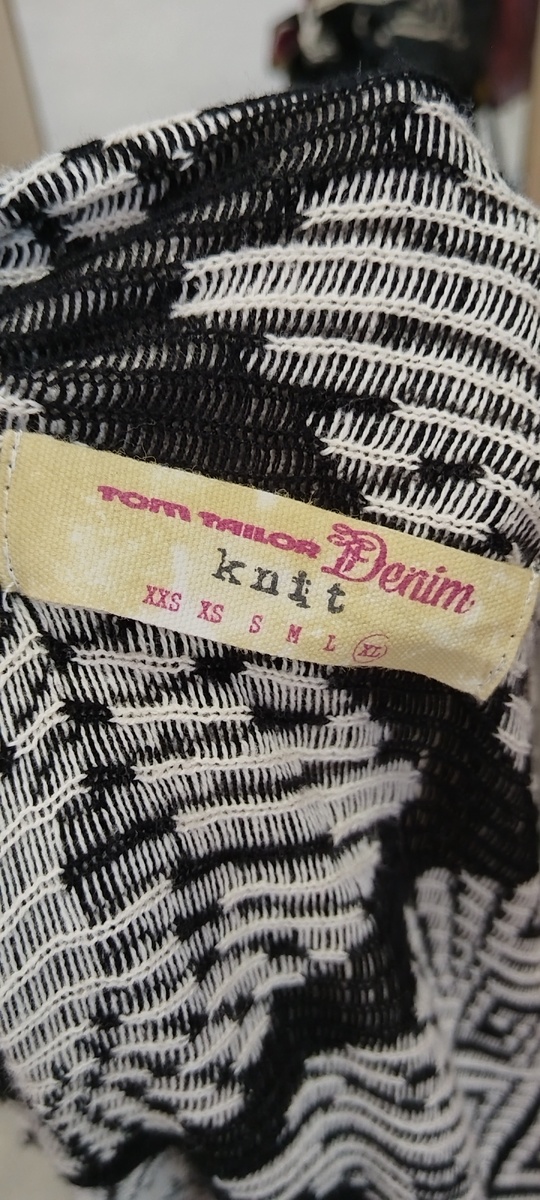 TOM TAILOR Denim
knit
XXS XS S M L XL